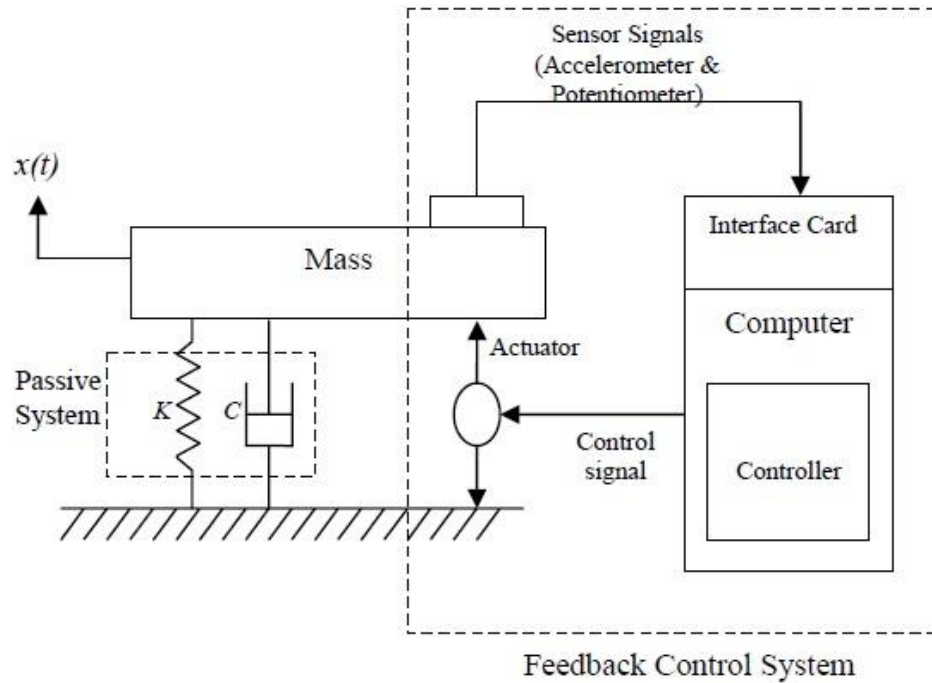 Sensor Signals
(Accelerometer &
Potentiometer)
x(t)
Interface Card
Mass
Computer
Actuator
Passive
System
K
C
Control
signal
Controller
Feedback Control System